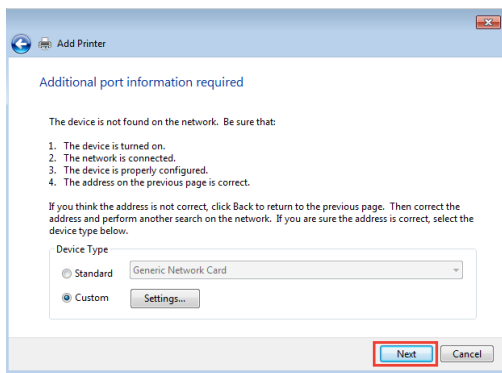 Add Printer
Additional port information required
The device is not found on the network. Be sure that:
1. The device is turned on.
2. The network is connected.
3. The device is properly configured.
4. The address on the previous page is correct.
If you think the address is not correct, click Back to return to the previous page. Then correct the
address and perform another search on the network. If you are sure the address is correct, select the
device type below.
Device Type
Standard
Generic Network Card
Custom
Settings...
Next
Cancel